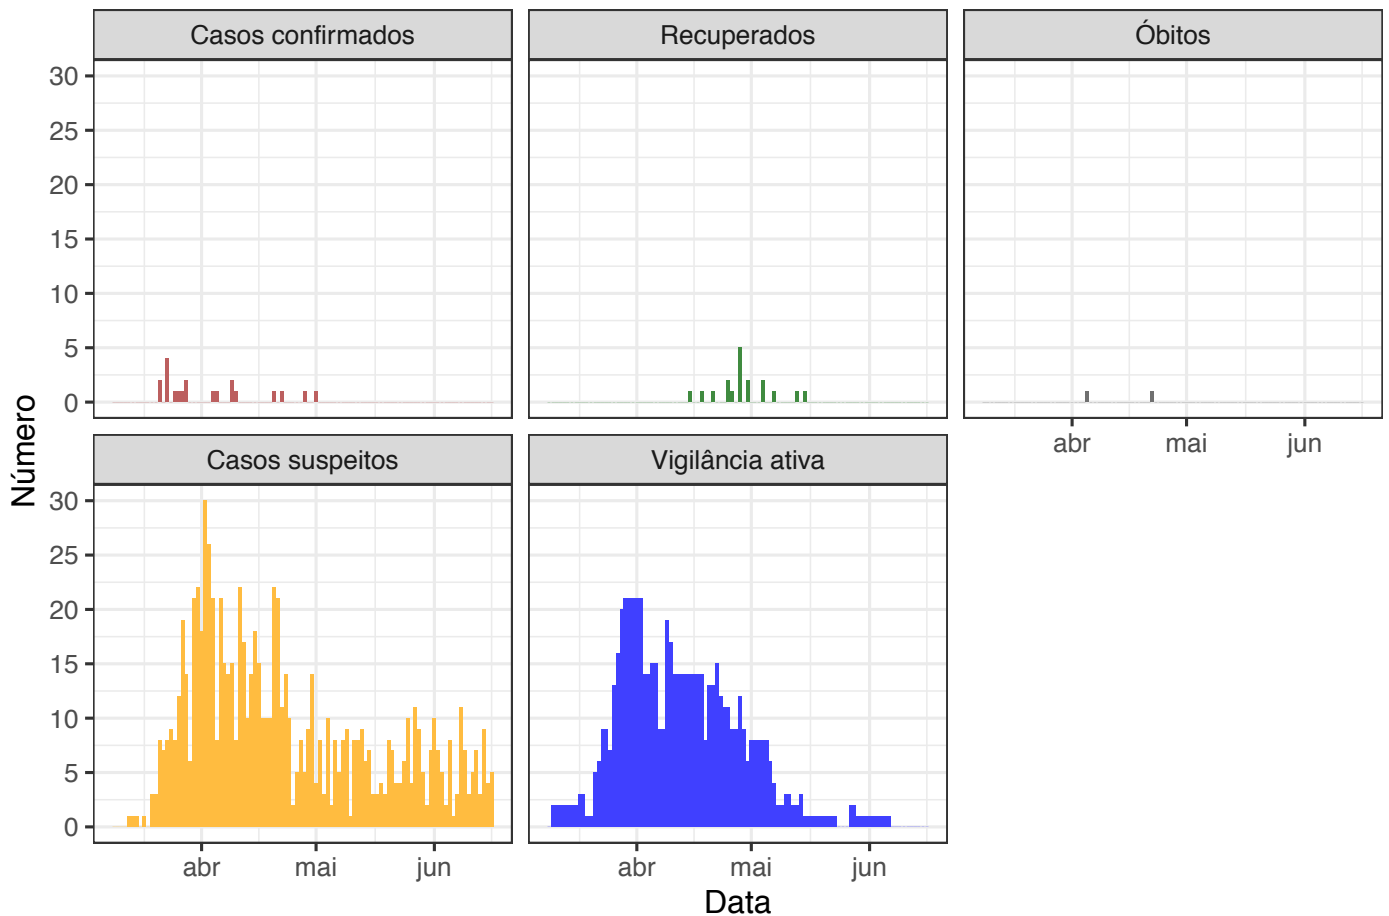 Casos confirmados
Recuperados
Óbitos
30
25
20
15
10
5
0
abr mai jun
Número
Casos suspeitos
Vigilância ativa
30
25
20
15
10
5
0
abr mai jun
abr mai jun
Data